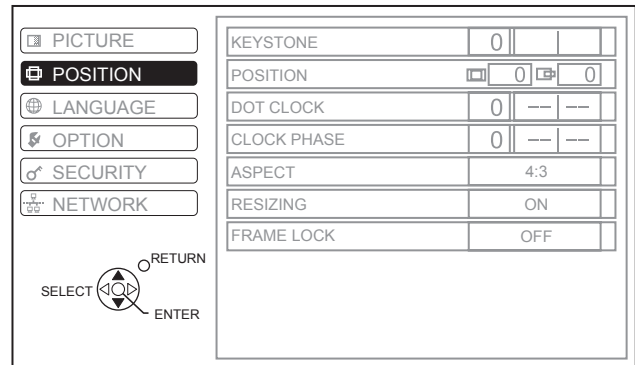 PICTURE
POSITION
LANGUAGE
OPTION
SECURITY
NETWORK
RETURN
SELECT
ENTER
KEYSTONE 0
POSITION 0 0
DOT CLOCK 0 -- --
CLOCK PHASE 0 -- --
ASPECT 4:3
RESIZING ON
FRAME LOCK OFF